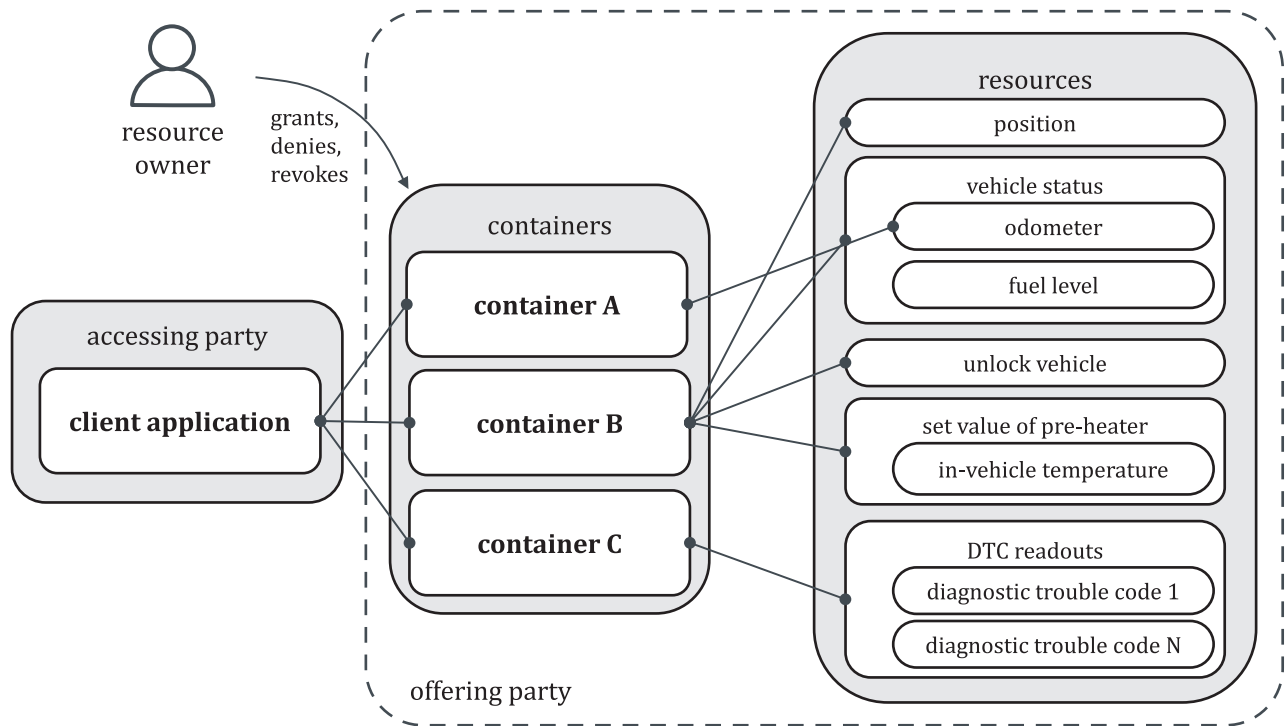 resource
owner
grants,
denies,
revokes
accessing party
client application
containers
container A
container B
container C
offering party
resources
position
vehicle status
odometer
fuel level
unlock vehicle
set value of pre-heater
in-vehicle temperature
DTC readouts
diagnostic trouble code 1
diagnostic trouble code N